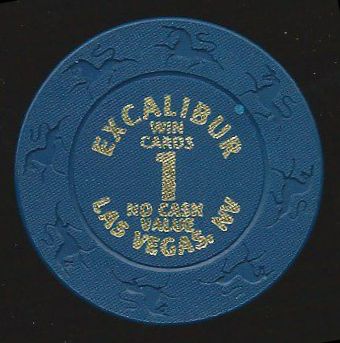 EXCALIBUR
WIN
CARDS
1
NO CASH
VALUE
LAS VEGAS, NV